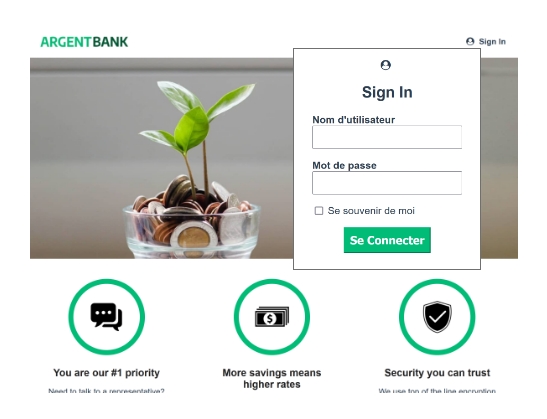 ARGENTBANK
Sign In
Sign In
Nom d'utilisateur
Mot de passe
Se souvenir de moi
Se Connecter
You are our #1 priority
More savings means
higher rates
Security you can trust
Need to talk to a representative?
We use top of the line encryption